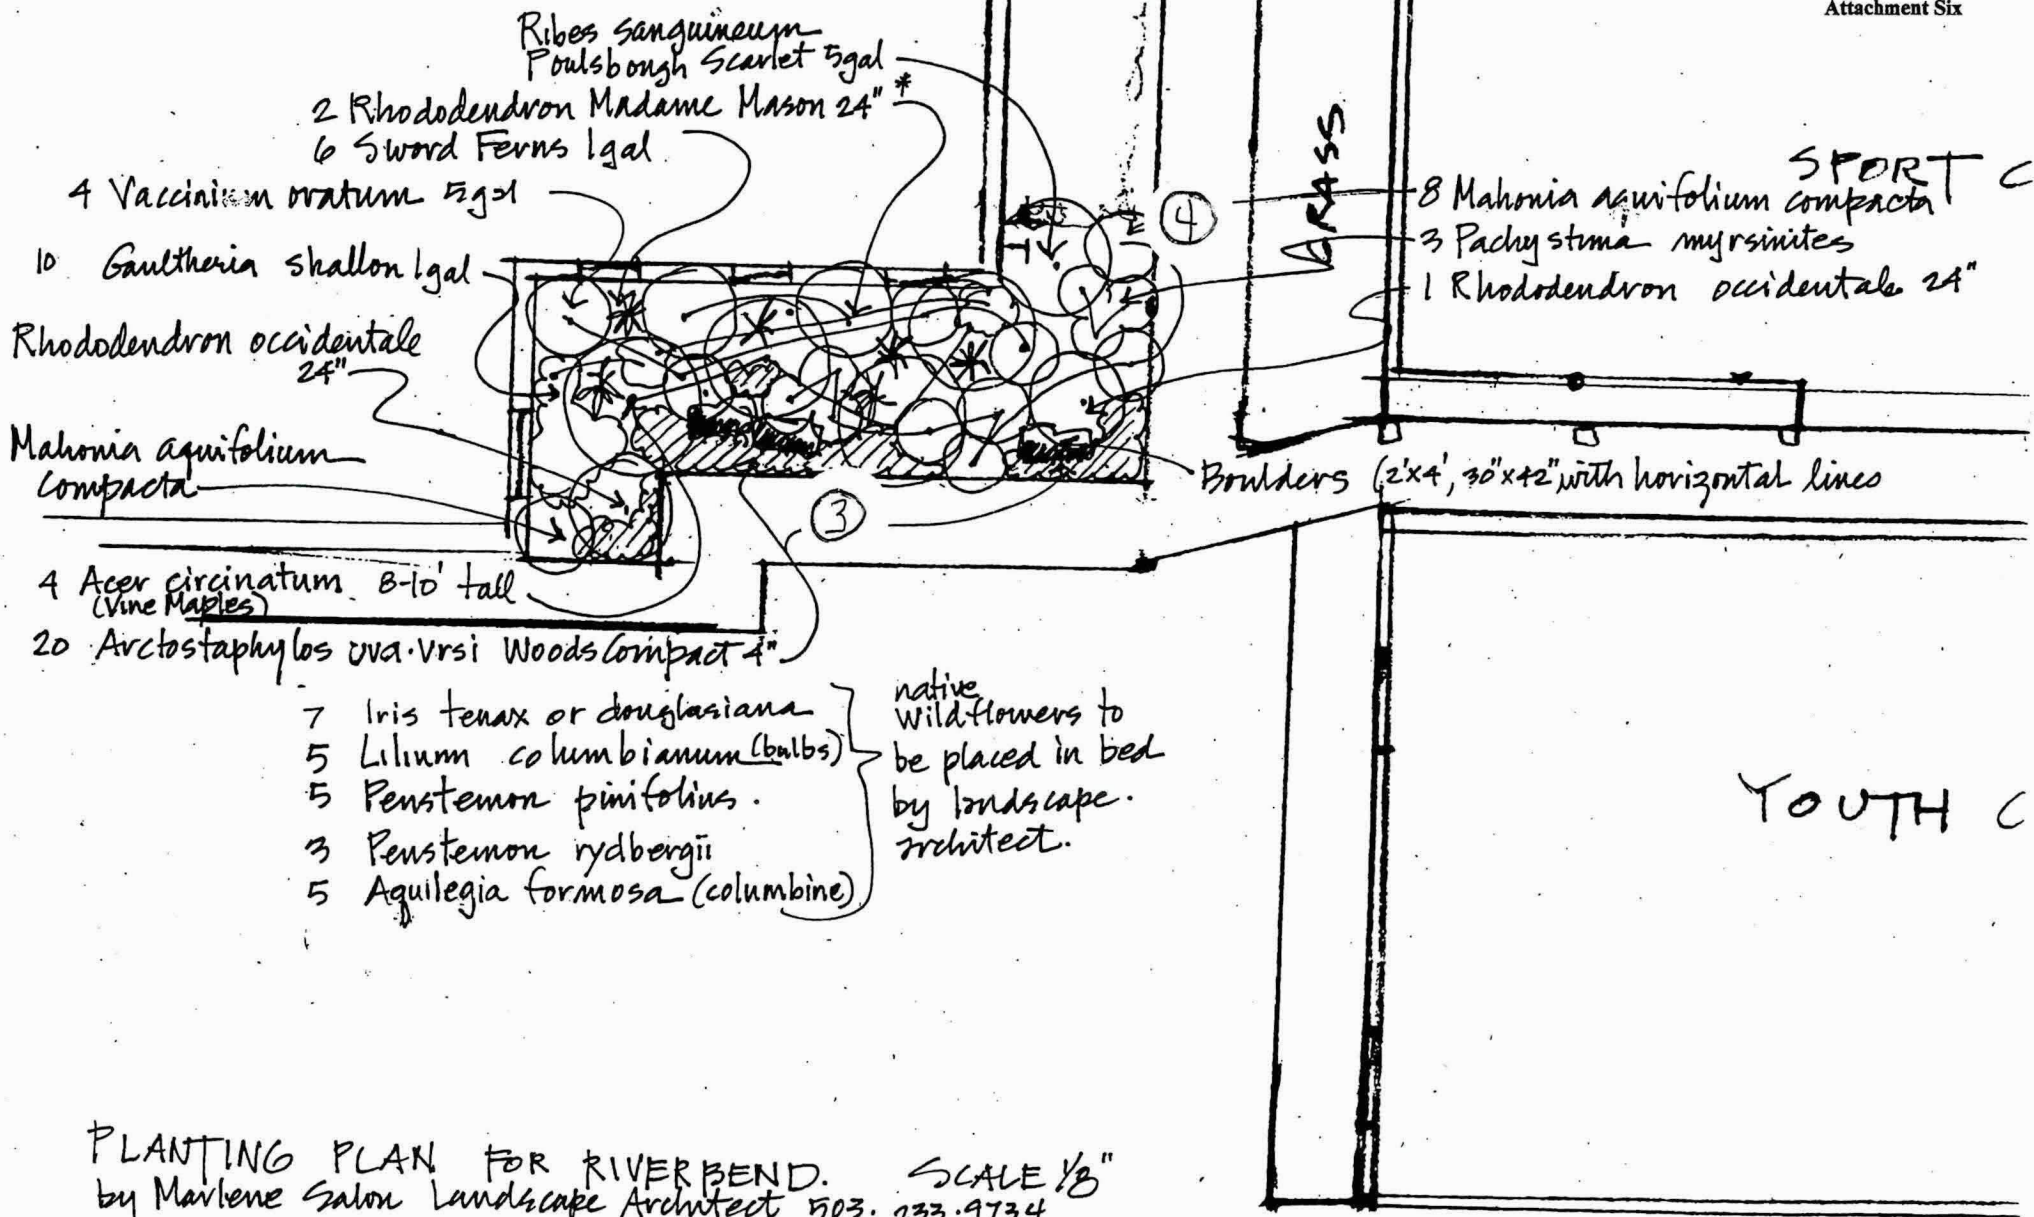 Attachment Six
Ribes sanguineum
Poulsbough Scarlet 5gal
2 Rhododendron Madame Mason 24" *
6 Sword Ferns 1gal
4 Vaccinium ovatum 5gal
10 Gaultheria shallon 1gal
Rhododendron occidentale
24"
Mahonia aquifolium
compacta
4 Acer circinatum 8-10' tall
(Vine Maples)
20 Arctostaphylos uva-Ursi Woods Compact 4"
7 Iris tenax or douglasiana
5 Lilium columbianum (bulbs)
5 Penstemon pinifolius.
3 Penstemon rydbergii
5 Aquilegia formosa (columbine)
native
Wildflowers to
be placed in bed
by landscape
architect.
3
4
GRASS
SPORT C
8 Mahonia aquifolium compacta
3 Pachystima myrsinites
1 Rhododendron occidentale 24"
Boulders (2'x4', 30"x42" with horizontal lines
YOUTH C
PLANTING PLAN FOR RIVERBEND. SCALE 1/8"
by Marlene Salon Landscape Architect 503. 233.9734